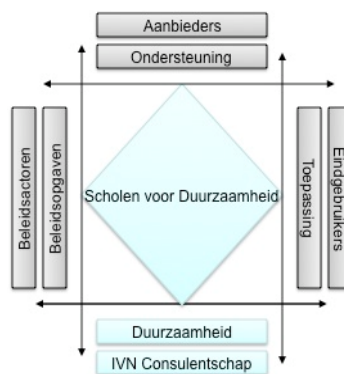 Aanbieders
Ondersteuning
Beleidsactoren
Beleidsopgaven
Scholen voor Duurzaamheid
Toepassing
Eindgebruikers
Duurzaamheid
IVN Consulentschap